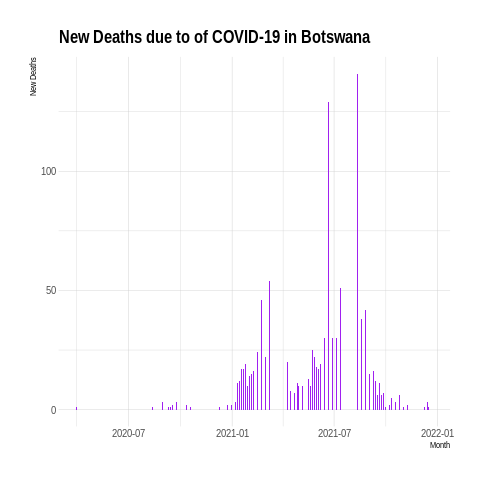 New Deaths due to of COVID-19 in Botswana
New Deaths
100
50
0
2020-07
2021-01
2021-07
2022-01
Month